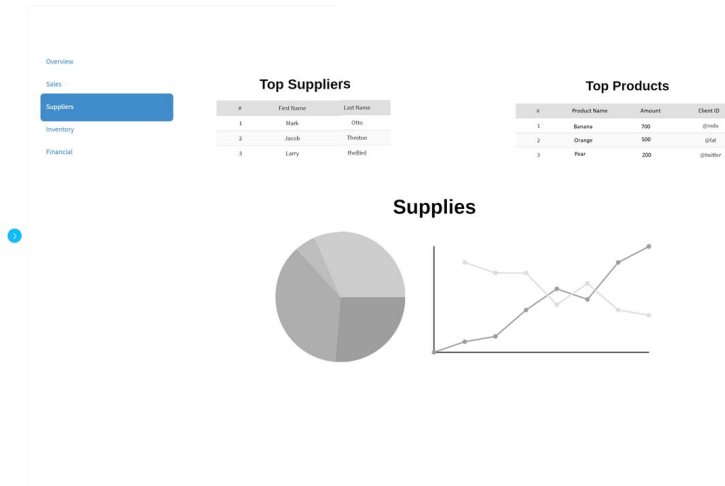 Overview
Sales
Suppliers
Inventory
Financial
Top Suppliers
# First Name Last Name
1 Mark Otto
2 Jacob Throton
3 Larry theBird
Top Products
# Product Name Amount Client ID
1 Banana 700 @mdo
2 Orange 500 @fat
3 Pear 200 @twitter
Supplies